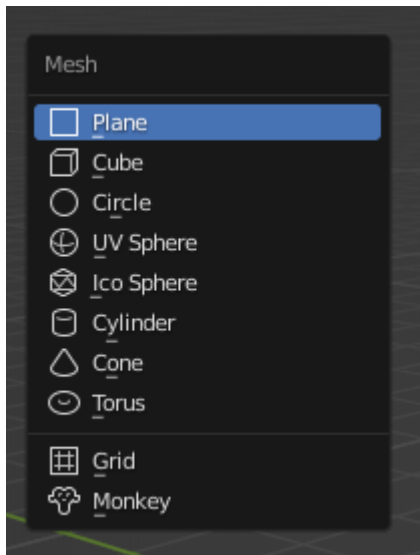 Mesh
Plane
Cube
Circle
UV Sphere
Ico Sphere
Cylinder
Cone
Torus
Grid
Monkey